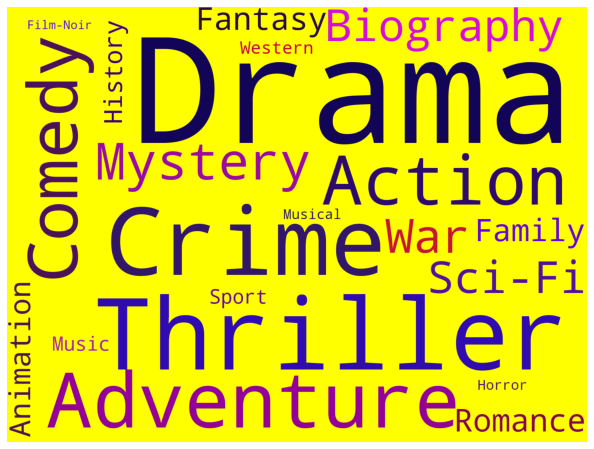 Film-Noir
Fantasy
Biography
Western
History
Comedy
Drama
Mystery
Action
Crime
Musical
War
Family
Sci-Fi
Sport
Thriller
Animation
Music
Adventure
Horror
Romance